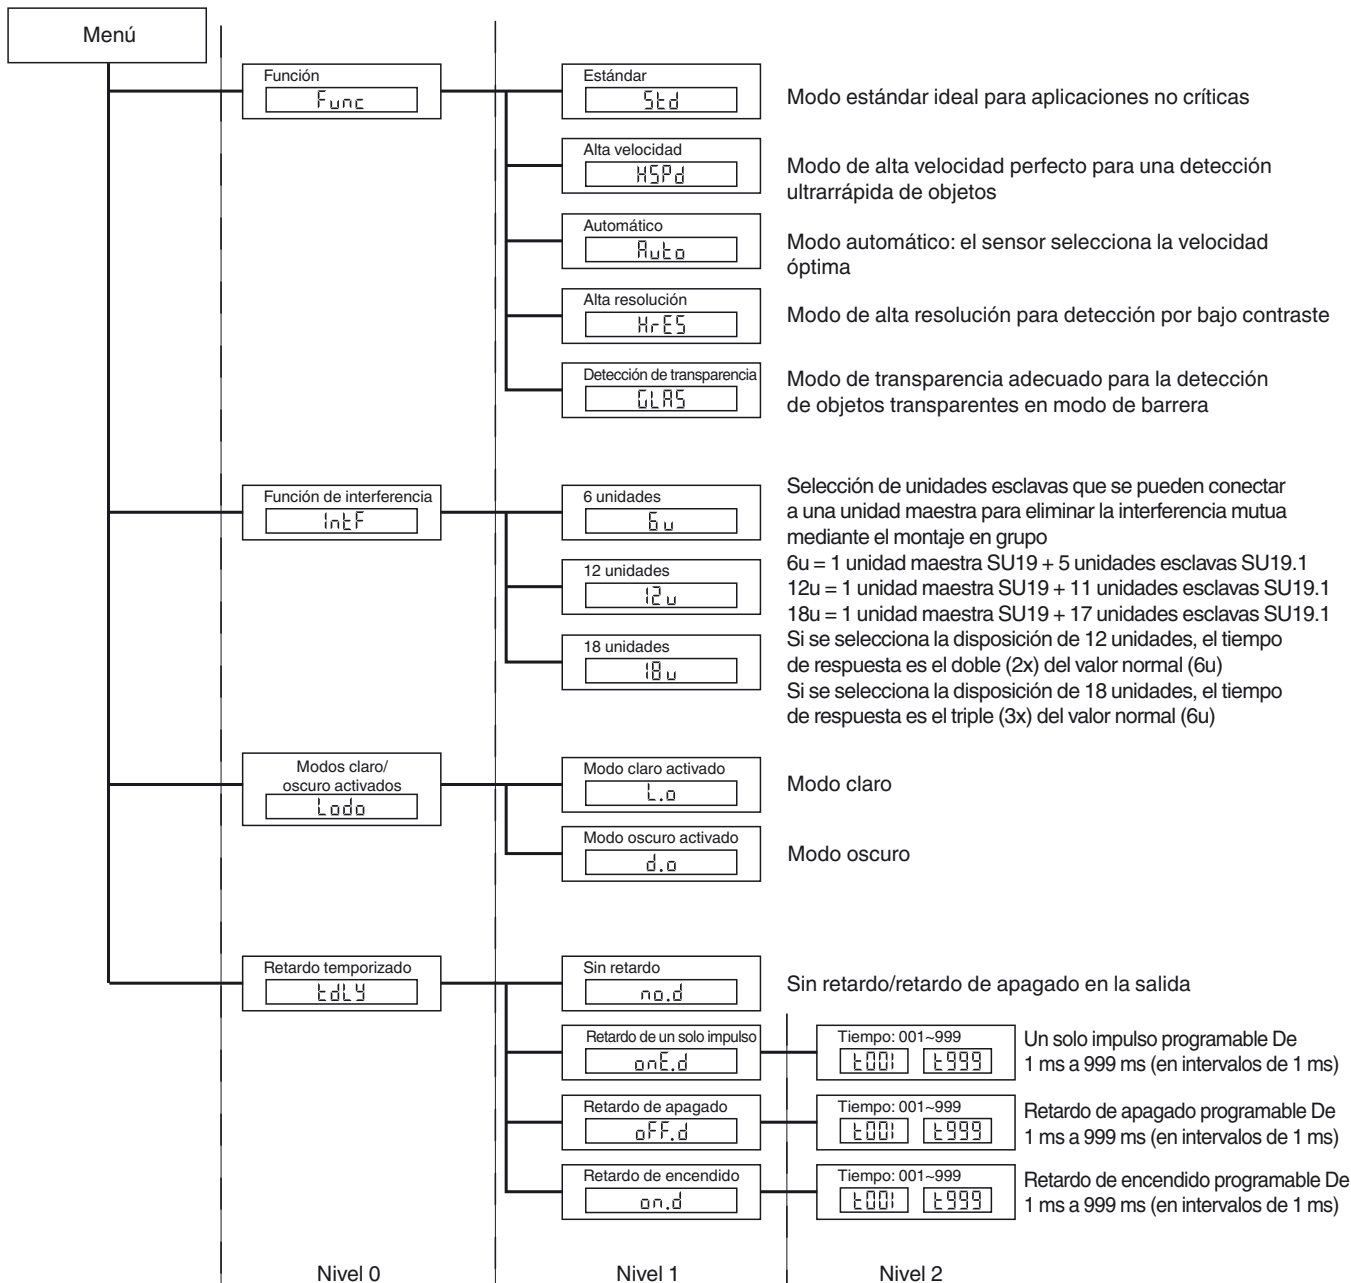 Menú
Función
Func
Estándar
Std
Modo estándar ideal para aplicaciones no críticas
Alta velocidad
HSPd
Modo de alta velocidad perfecto para una detección
ultrarrápida de objetos
Automático
Auto
Modo automático: el sensor selecciona la velocidad
óptima
Alta resolución
HrES
Modo de alta resolución para detección por bajo contraste
Detección de transparencia
GLAS
Modo de transparencia adecuado para la detección
de objetos transparentes en modo de barrera
Función de interferencia
IntF
6 unidades
6u
12 unidades
12u
18 unidades
18u
Selección de unidades esclavas que se pueden conectar
a una unidad maestra para eliminar la interferencia mutua
mediante el montaje en grupo
6u = 1 unidad maestra SU19 + 5 unidades esclavas SU19.1
12u = 1 unidad maestra SU19 + 11 unidades esclavas SU19.1
18u = 1 unidad maestra SU19 + 17 unidades esclavas SU19.1
Si se selecciona la disposición de 12 unidades, el tiempo
de respuesta es el doble (2x) del valor normal (6u)
Si se selecciona la disposición de 18 unidades, el tiempo
de respuesta es el triple (3x) del valor normal (6u)
Modos claro/
oscuro activados
Lodo
Modo claro activado
L.o
Modo claro
Modo oscuro activado
d.o
Modo oscuro
Retardo temporizado
tdLY
Sin retardo
no.d
Sin retardo/retardo de apagado en la salida
Retardo de un solo impulso
onE.d
Tiempo: 001~999
t001 t999
Un solo impulso programable De
1 ms a 999 ms (en intervalos de 1 ms)
Retardo de apagado
oFF.d
Tiempo: 001~999
t001 t999
Retardo de apagado programable De
1 ms a 999 ms (en intervalos de 1 ms)
Retardo de encendido
on.d
Tiempo: 001~999
t001 t999
Retardo de encendido programable De
1 ms a 999 ms (en intervalos de 1 ms)
Nivel 0
Nivel 1
Nivel 2